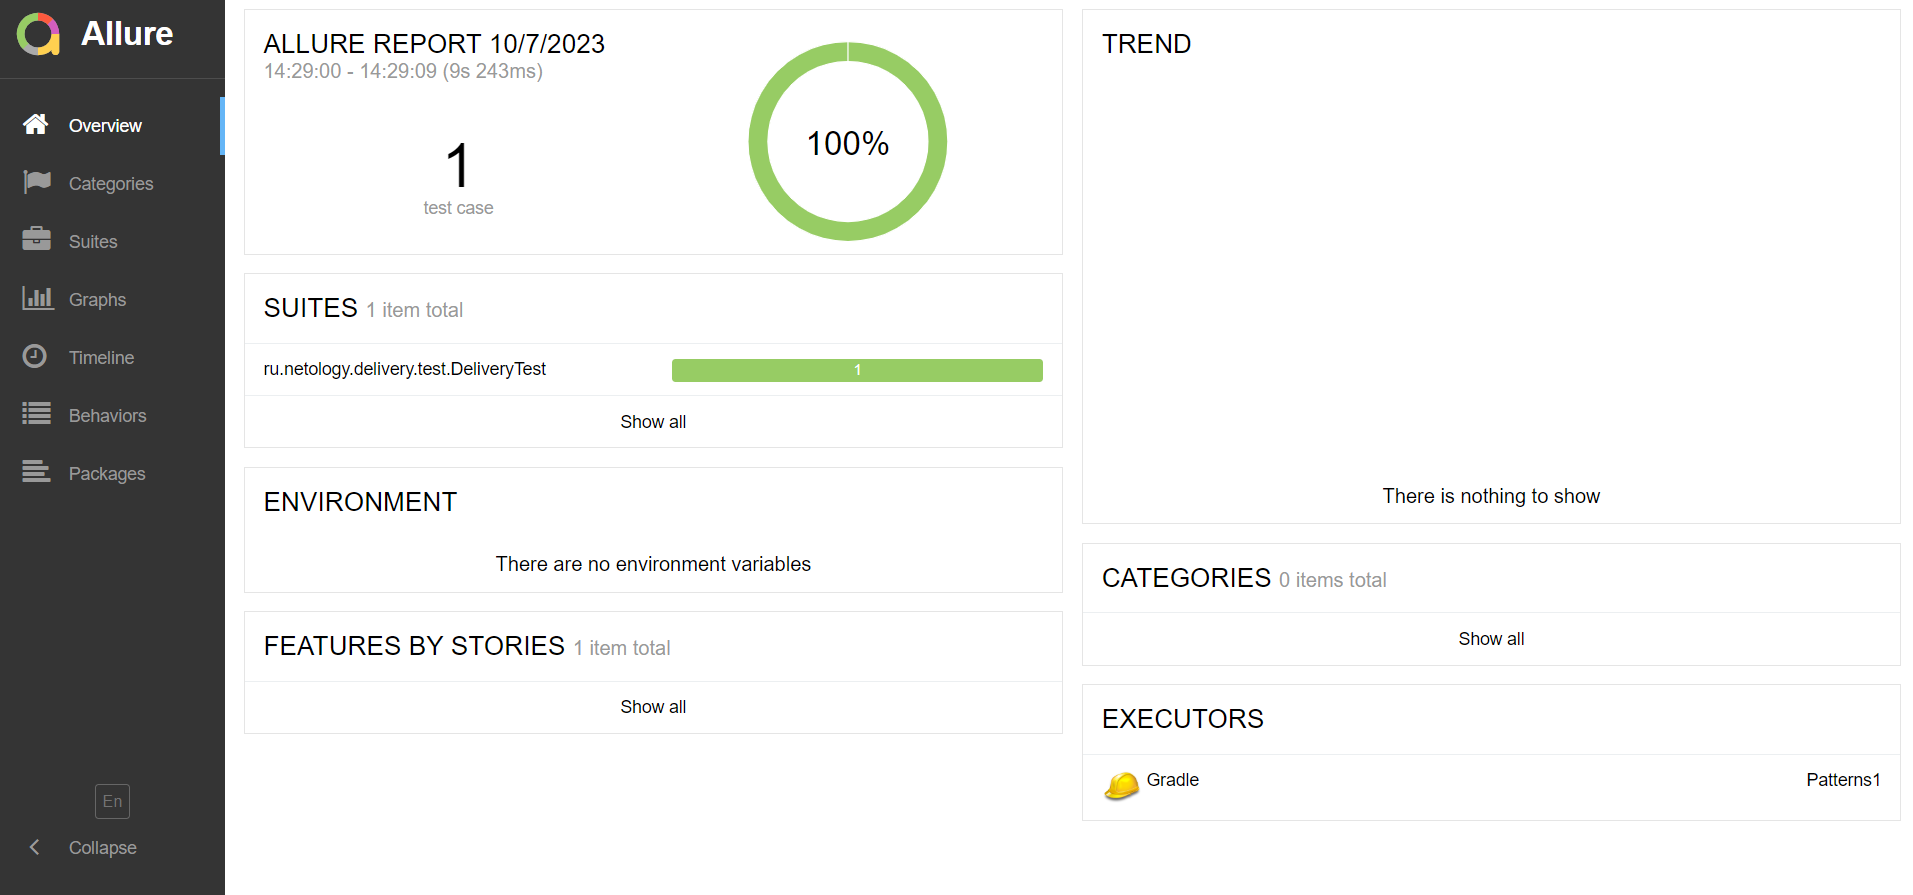 Allure
Overview
Categories
Suites
Graphs
Timeline
Behaviors
Packages
En
Collapse
ALLURE REPORT 10/7/2023
14:29:00 - 14:29:09 (9s 243ms)
1
test case
100%
SUITES 1 item total
ru.netology.delivery.test.DeliveryTest 1
Show all
ENVIRONMENT
There are no environment variables
FEATURES BY STORIES 1 item total
Show all
TREND
There is nothing to show
CATEGORIES 0 items total
Show all
EXECUTORS
Gradle Patterns1